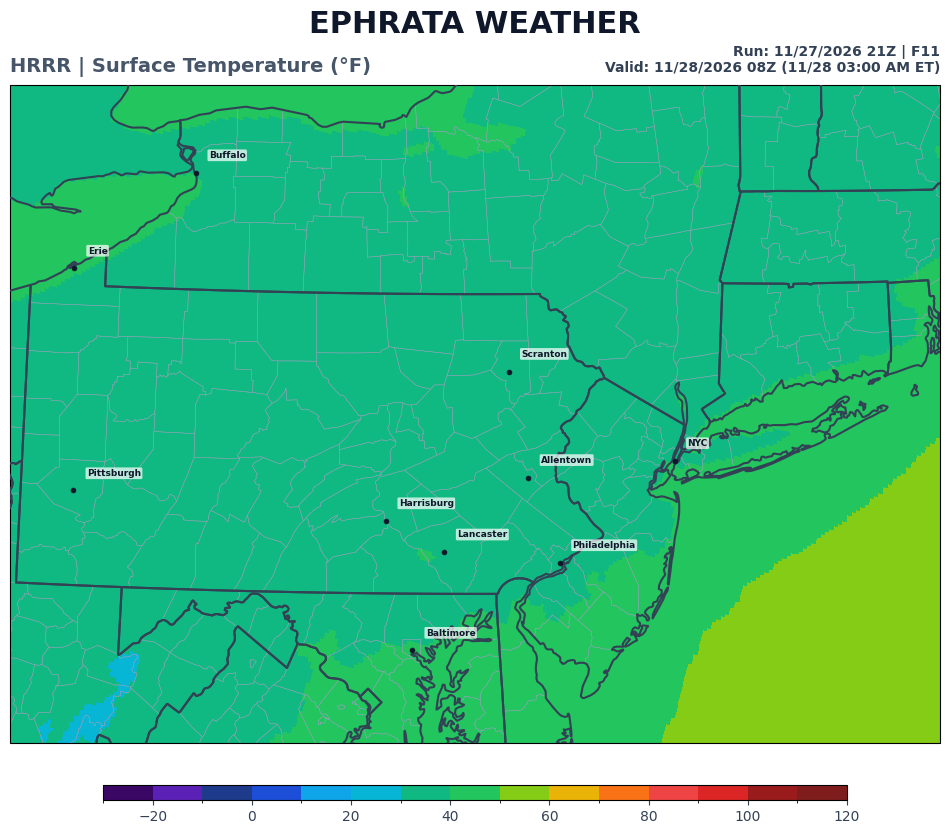 EPHRATA WEATHER
HRRR | Surface Temperature (°F)
Run: 11/27/2026 21Z | F11
Valid: 11/28/2026 08Z (11/28 03:00 AM ET)
Buffalo
Erie
Scranton
NYC
Allentown
Pittsburgh
Harrisburg
Lancaster
Philadelphia
Baltimore
−20 0 20 40 60 80 100 120